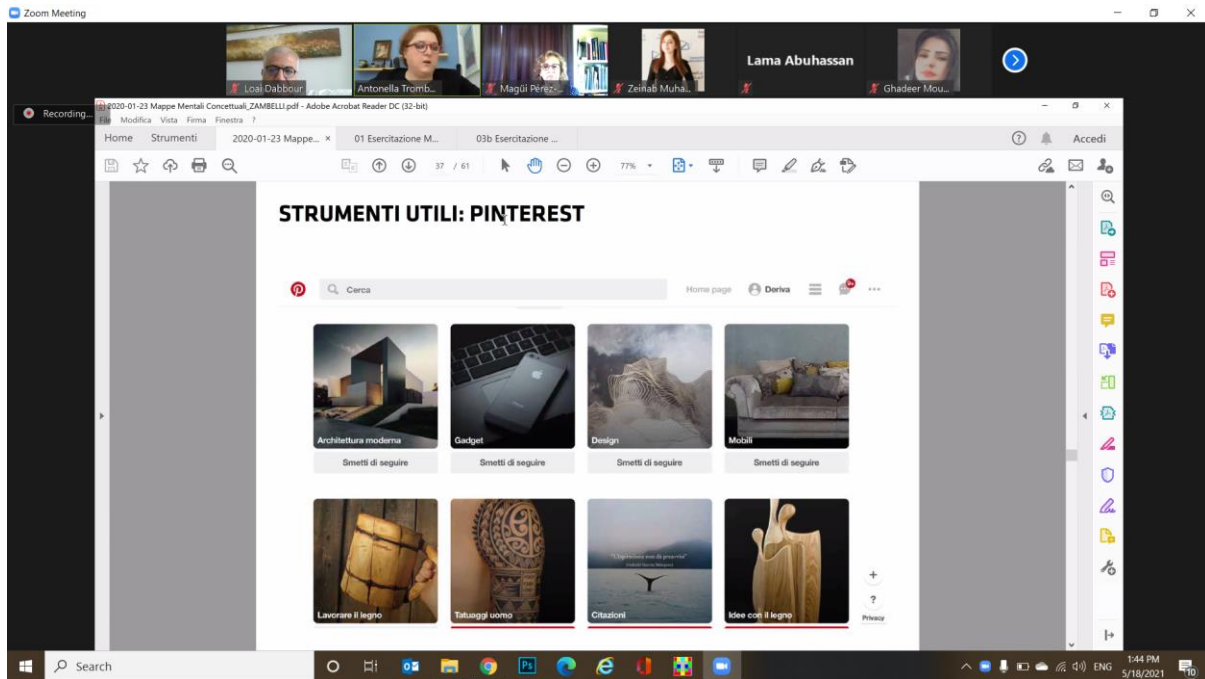 Zoom Meeting
Loai Dabbour
Antonella Tromb...
Magüi Pérez-...
Zeinab Muha...
Lama Abuhassan
Ghadeer Mou...
Recording...
2020-01-23 Mappe Mentali Concettuali_ZAMBELLI.pdf - Adobe Acrobat Reader DC (32-bit)
File Modifica Vista Firma Finestra ?
Home Strumenti 2020-01-23 Mappe... × 01 Esercitazione M... 03b Esercitazione ... Accedi
37 / 61 77%
STRUMENTI UTILI: PINTEREST
Cerca Home page Deriva
Architettura moderna Gadget Design Mobili
Smetti di seguire Smetti di seguire Smetti di seguire Smetti di seguire
Lavorare il legno Tatuaggi uomo Citazioni Idee con il legno
+
?
Privacy
Search
Ps
ENG
1:44 PM
5/18/2021